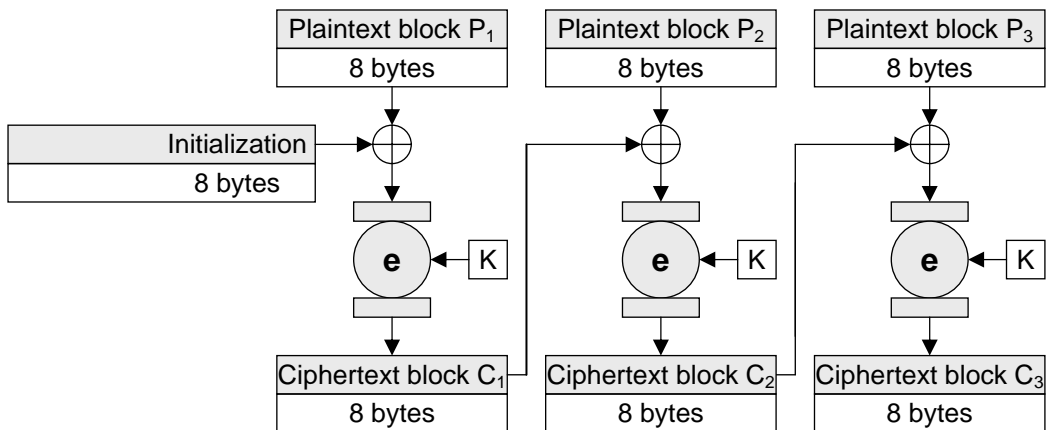 Plaintext block P₁
8 bytes
Plaintext block P₂
8 bytes
Plaintext block P₃
8 bytes
Initialization
8 bytes
e
K
e
K
e
K
Ciphertext block C₁
8 bytes
Ciphertext block C₂
8 bytes
Ciphertext block C₃
8 bytes